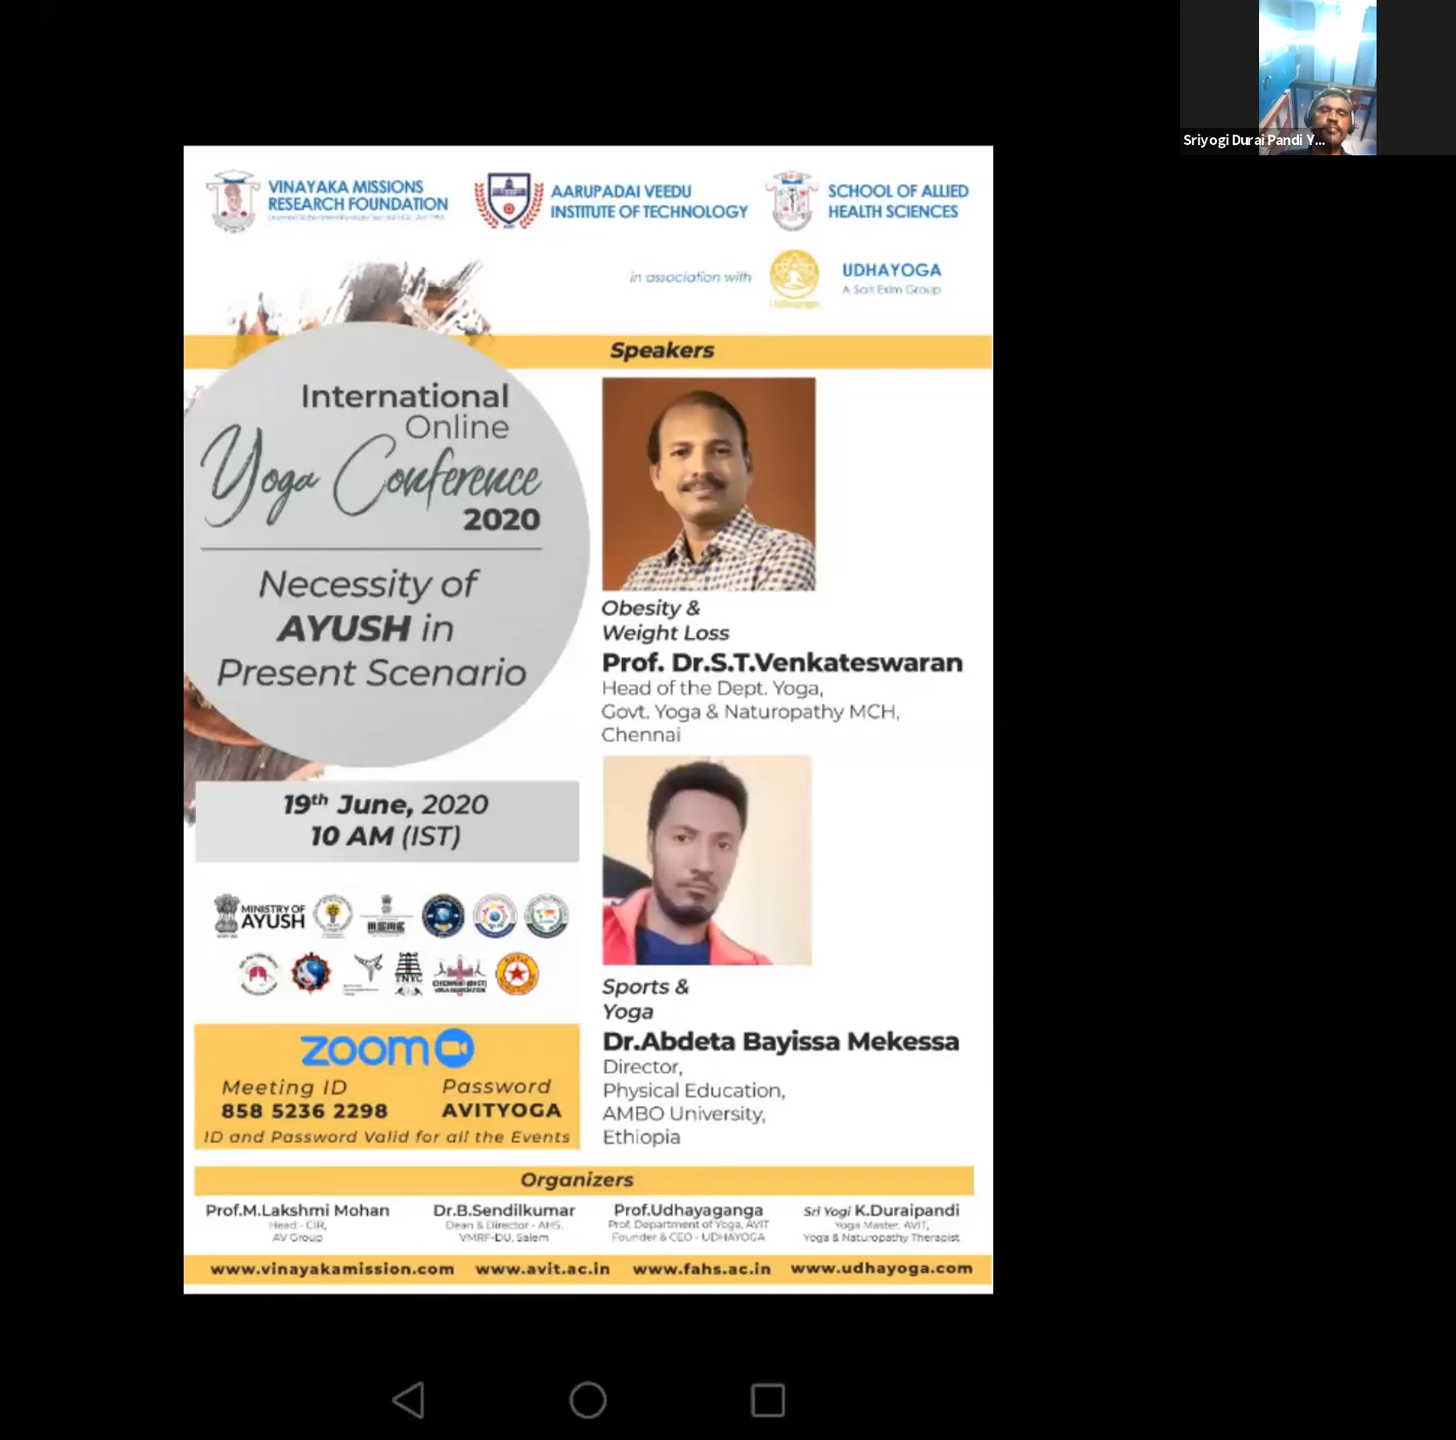 Sriyogi Durai Pandi Y...
VINAYAKA MISSIONS
RESEARCH FOUNDATION
AARUPADAI VEEDU
INSTITUTE OF TECHNOLOGY
SCHOOL OF ALLIED
HEALTH SCIENCES
in association with
UDHAYOGA
A Salt Exim Group
Speakers
International
Online
Yoga Conference
2020
Necessity of
AYUSH in
Present Scenario
Obesity &
Weight Loss
Prof. Dr.S.T.Venkateswaran
Head of the Dept. Yoga,
Govt. Yoga & Naturopathy MCH,
Chennai
19th June, 2020
10 AM (IST)
MINISTRY OF
AYUSH
MSME
TNYC
CHENNAI DIST
YOGA ASSOCIATION
Sports &
Yoga
Dr.Abdeta Bayissa Mekessa
Director,
Physical Education,
AMBO University,
Ethiopia
zoom
Meeting ID Password
858 5236 2298 AVITYOGA
ID and Password Valid for all the Events
Organizers
Prof.M.Lakshmi Mohan
Head - CIR,
AV Group
Dr.B.Sendilkumar
Dean & Director - AHS,
VMRF-DU, Salem
Prof.Udhayaganga
Prof. Department of Yoga, AVIT
Founder & CEO - UDHAYOGA
Sri Yogi K.Duraipandi
Yoga Master, AVIT,
Yoga & Naturopathy Therapist
www.vinayakamission.com www.avit.ac.in www.fahs.ac.in www.udhayoga.com